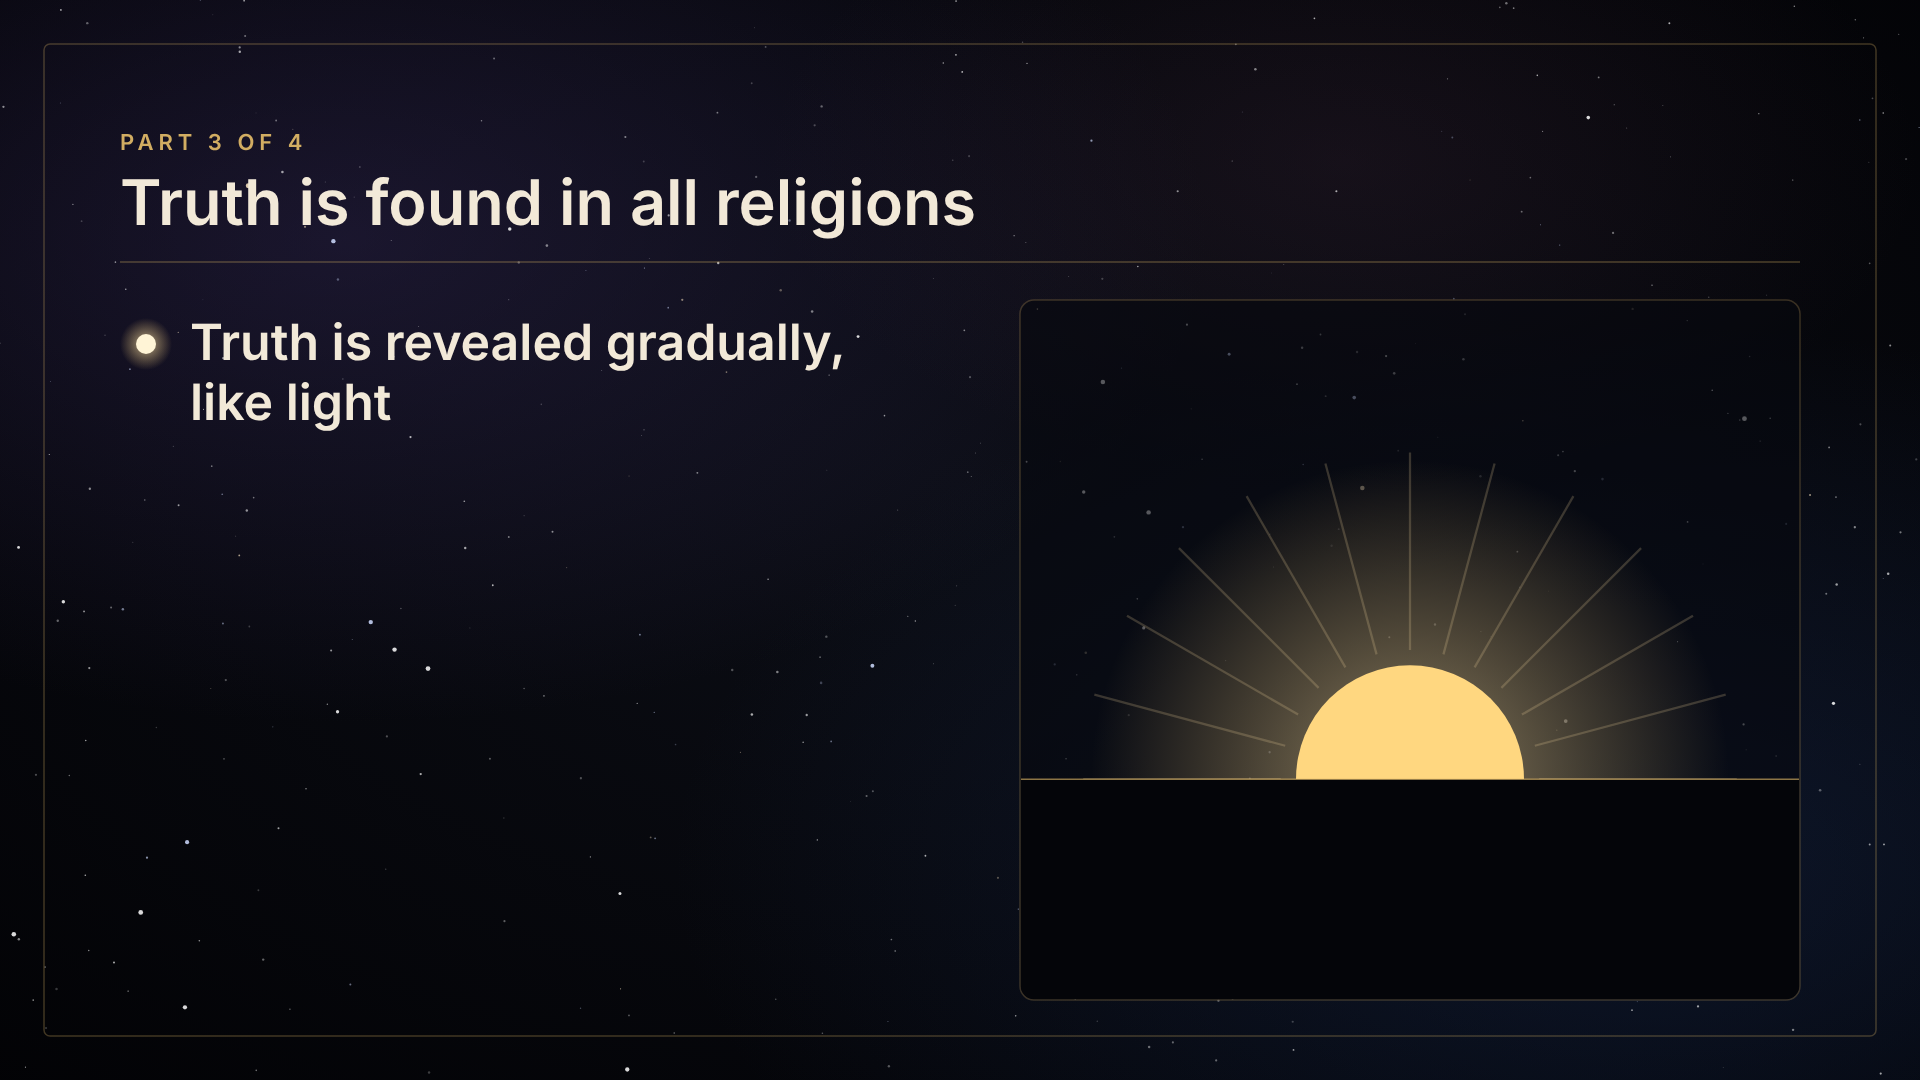 PART 3 OF 4
Truth is found in all religions
Truth is revealed gradually,
like light